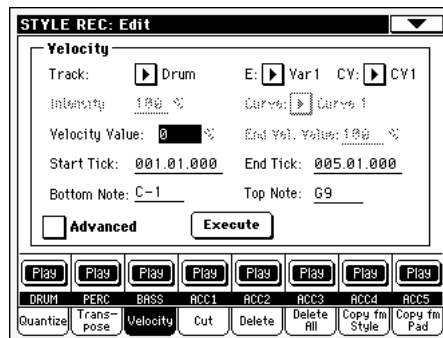 STYLE REC: Edit
Velocity
Track: Drum E: Var1 CV: CV1
Intensity 100 % Curve: Curve 1
Velocity Value: 0 % End Vel. Value: 100 %
Start Tick: 001.01.000 End Tick: 005.01.000
Bottom Note: C-1 Top Note: G9
Advanced Execute
Play Play Play Play Play Play Play Play
DRUM PERC BASS ACC1 ACC2 ACC3 ACC4 ACC5
Quantize Trans- Velocity Cut Delete Delete Copy fm Copy fm
pose All Style Pad